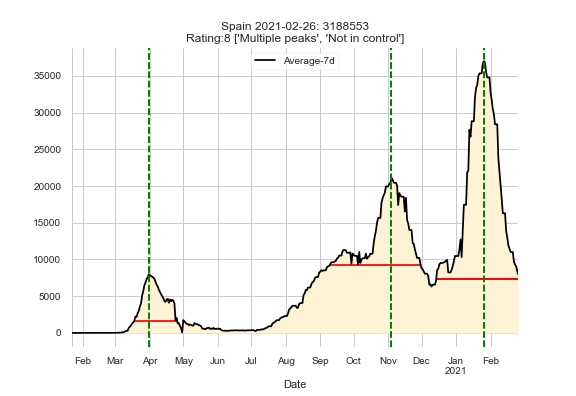 Spain 2021-02-26: 3188553
Rating:8 ['Multiple peaks', 'Not in control']
Average-7d
35000
30000
25000
20000
15000
10000
5000
0
Feb Mar Apr May Jun Jul Aug Sep Oct Nov Dec Jan Feb
2021
Date